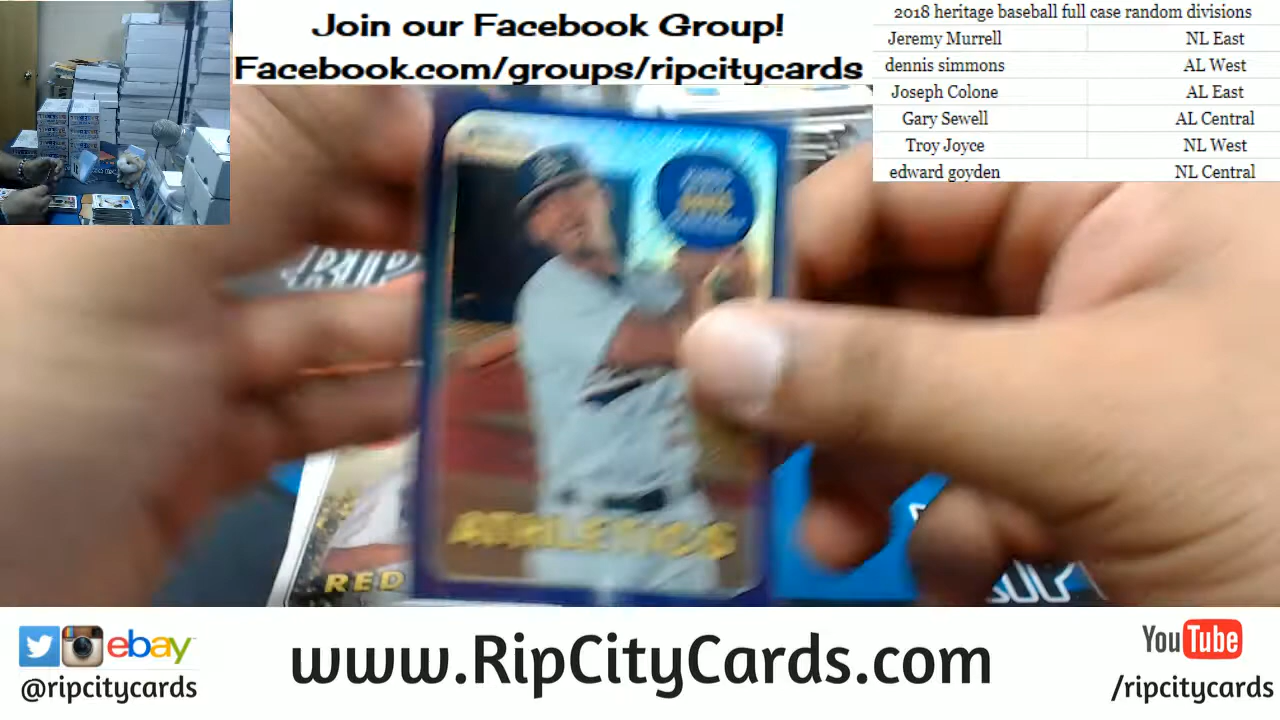 Join our Facebook Group!
Facebook.com/groups/ripcitycards
2018 heritage baseball full case random divisions
Jeremy Murrell NL East
dennis simmons AL West
Joseph Colone AL East
Gary Sewell AL Central
Troy Joyce NL West
edward goyden NL Central
ATHLETICS
RED
ebay
@ripcitycards
www.RipCityCards.com
YouTube
/ripcitycards